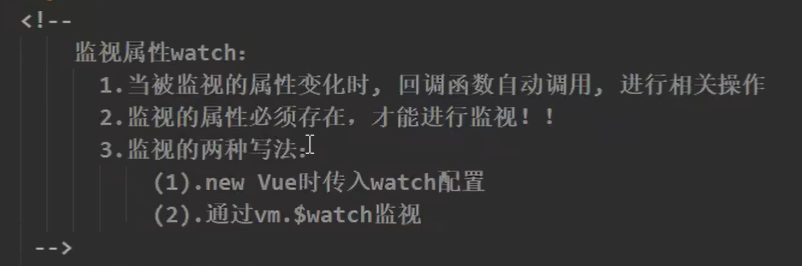 <!--
监视属性watch：
1.当被监视的属性变化时, 回调函数自动调用, 进行相关操作
2.监视的属性必须存在，才能进行监视！！
3.监视的两种写法：
(1).new Vue时传入watch配置
(2).通过vm.$watch监视
-->